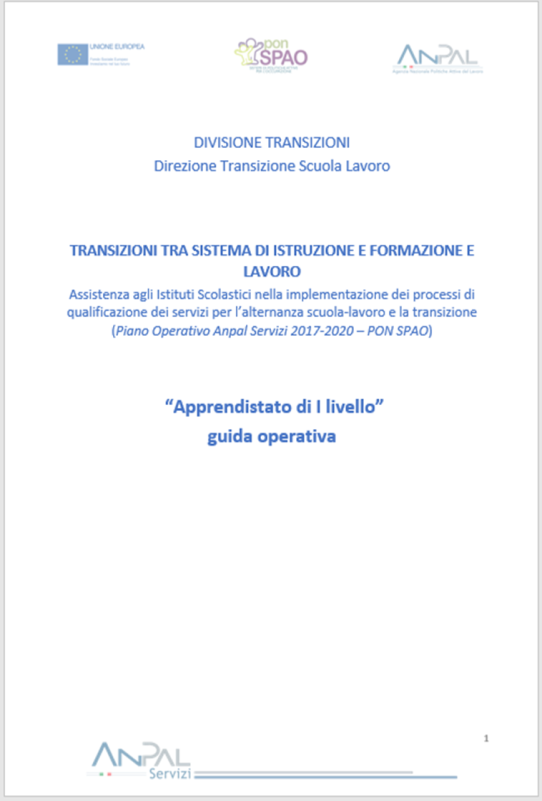 UNIONE EUROPEA
pon
SPAO
ANPAL
Agenzia Nazionale Politiche Attive del Lavoro
DIVISIONE TRANSIZIONI
Direzione Transizione Scuola Lavoro
TRANSIZIONI TRA SISTEMA DI ISTRUZIONE E FORMAZIONE E
LAVORO
Assistenza agli Istituti Scolastici nella implementazione dei processi di
qualificazione dei servizi per l’alternanza scuola-lavoro e la transizione
(Piano Operativo Anpal Servizi 2017-2020 – PON SPAO)
“Apprendistato di I livello”
guida operativa
1
ANPAL
Servizi